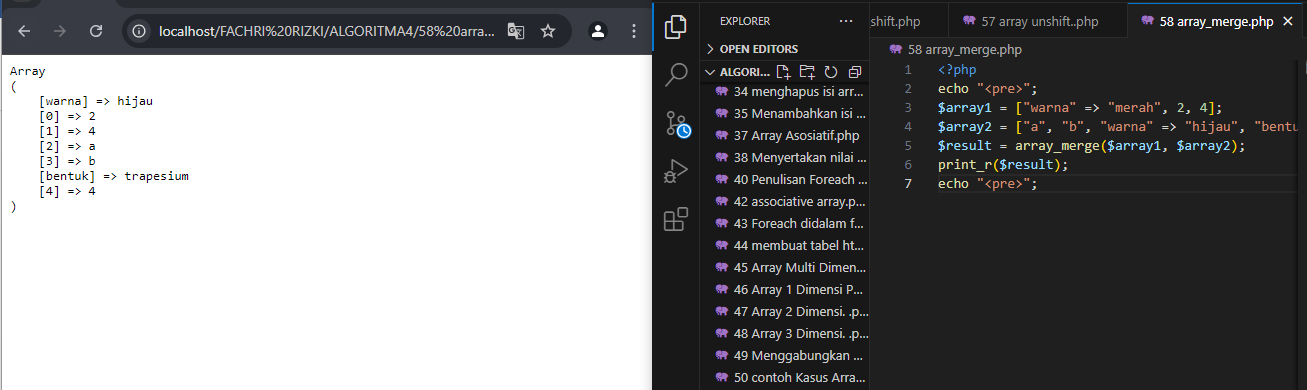 localhost/FACHRI%20RIZKI/ALGORITMA4/58%20arra...
Array
(
[warna] => hijau
[0] => 2
[1] => 4
[2] => a
[3] => b
[bentuk] => trapesium
[4] => 4
)
EXPLORER
OPEN EDITORS
ALGORI...
34 menghapus isi arr...
35 Menambahkan isi ...
37 Array Asosiatif.php
38 Menyertakan nilai ...
40 Penulisan Foreach ...
42 associative array.p...
43 Foreach didalam f...
44 membuat tabel ht...
45 Array Multi Dimen...
46 Array 1 Dimensi P...
47 Array 2 Dimensi. .p...
48 Array 3 Dimensi. .p...
49 Menggabungkan ...
50 contoh Kasus Arra...
shift.php
57 array unshift..php
58 array_merge.php
58 array_merge.php
1 <?php
2 echo "<pre>";
3 $array1 = ["warna" => "merah", 2, 4];
4 $array2 = ["a", "b", "warna" => "hijau", "bentu
5 $result = array_merge($array1, $array2);
6 print_r($result);
7 echo "<pre>";